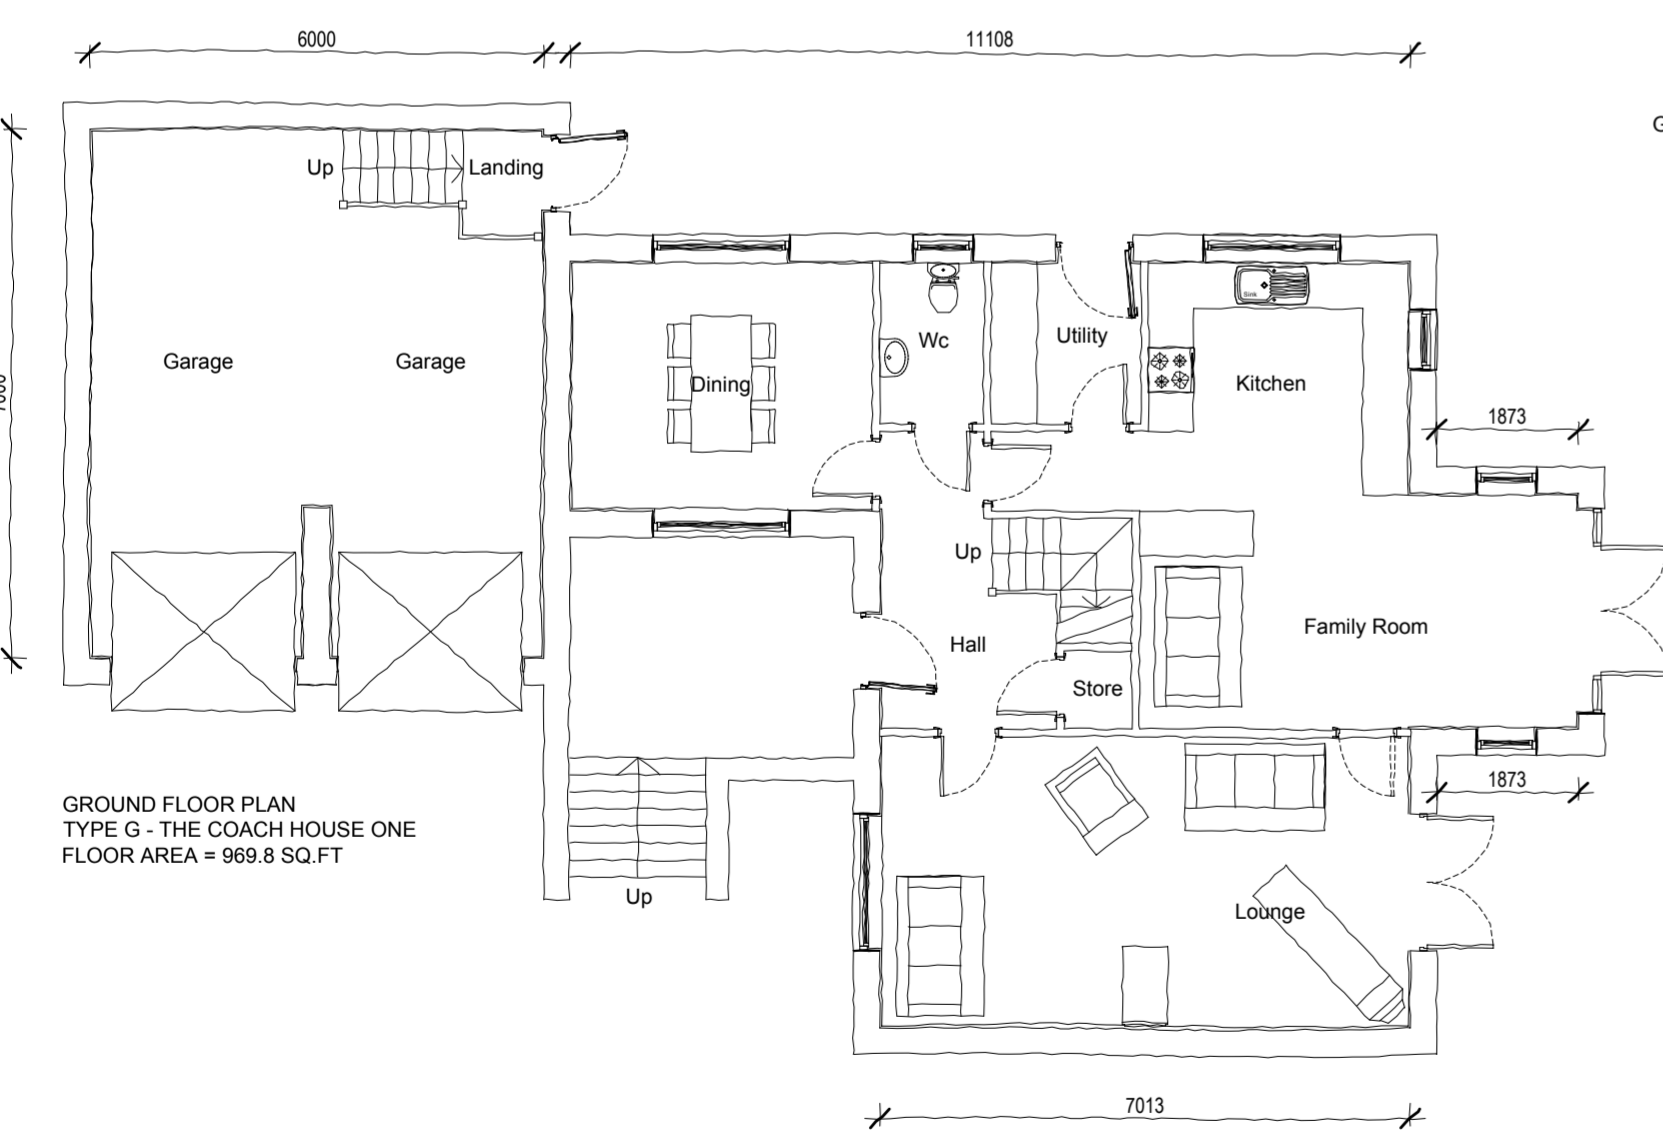 6000
11108
G
Up
Landing
Garage
Garage
Dining
Wc
Utility
Sink
Kitchen
1873
Up
Hall
Family Room
Store
1873
GROUND FLOOR PLAN
TYPE G - THE COACH HOUSE ONE
FLOOR AREA = 969.8 SQ.FT
Up
Lounge
7013